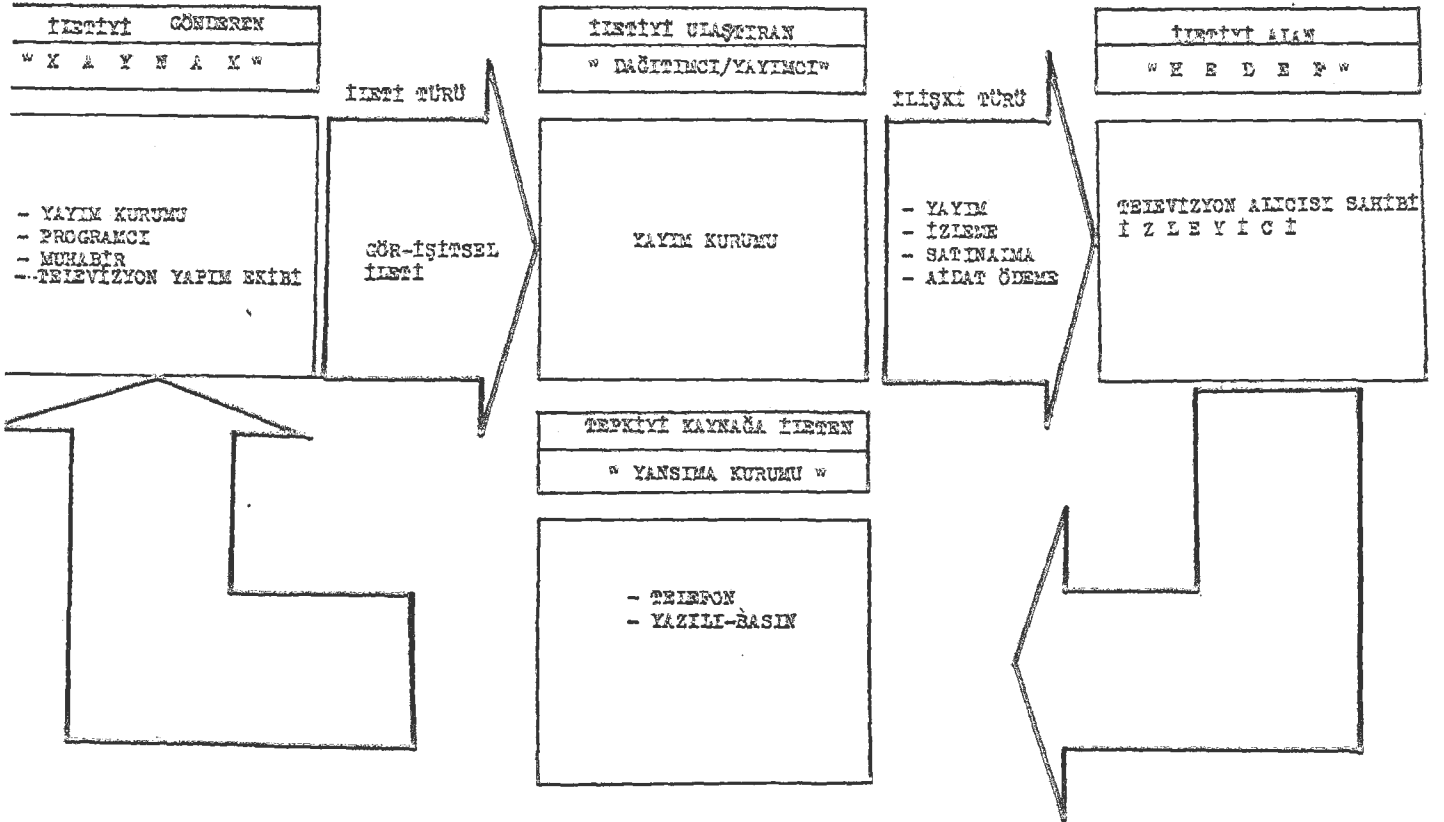 İLETİYİ GÖNDEREN
" K A Y N A K "
İLETİ TÜRÜ
İLETİYİ ULAŞTIRAN
" DAĞITIMCI/YAYIMCI"
İLİŞKİ TÜRÜ
İLETİYİ ALAN
" H E D E F "
- YAYIM KURUMU
- PROGRAMCI
- MUHABİR
- TELEVİZYON YAPIM EKİBİ
GÖR-İŞİTSEL
İLETİ
YAYIM KURUMU
- YAYIM
- İZLEME
- SATINALMA
- AİDAT ÖDEME
TELEVİZYON ALICISI SAHİBİ
İ Z L E Y İ C İ
TEPKİYİ KAYNAĞA İLETEN
" YANSIMA KURUMU "
- TELEFON
- YAZILI-BASIN